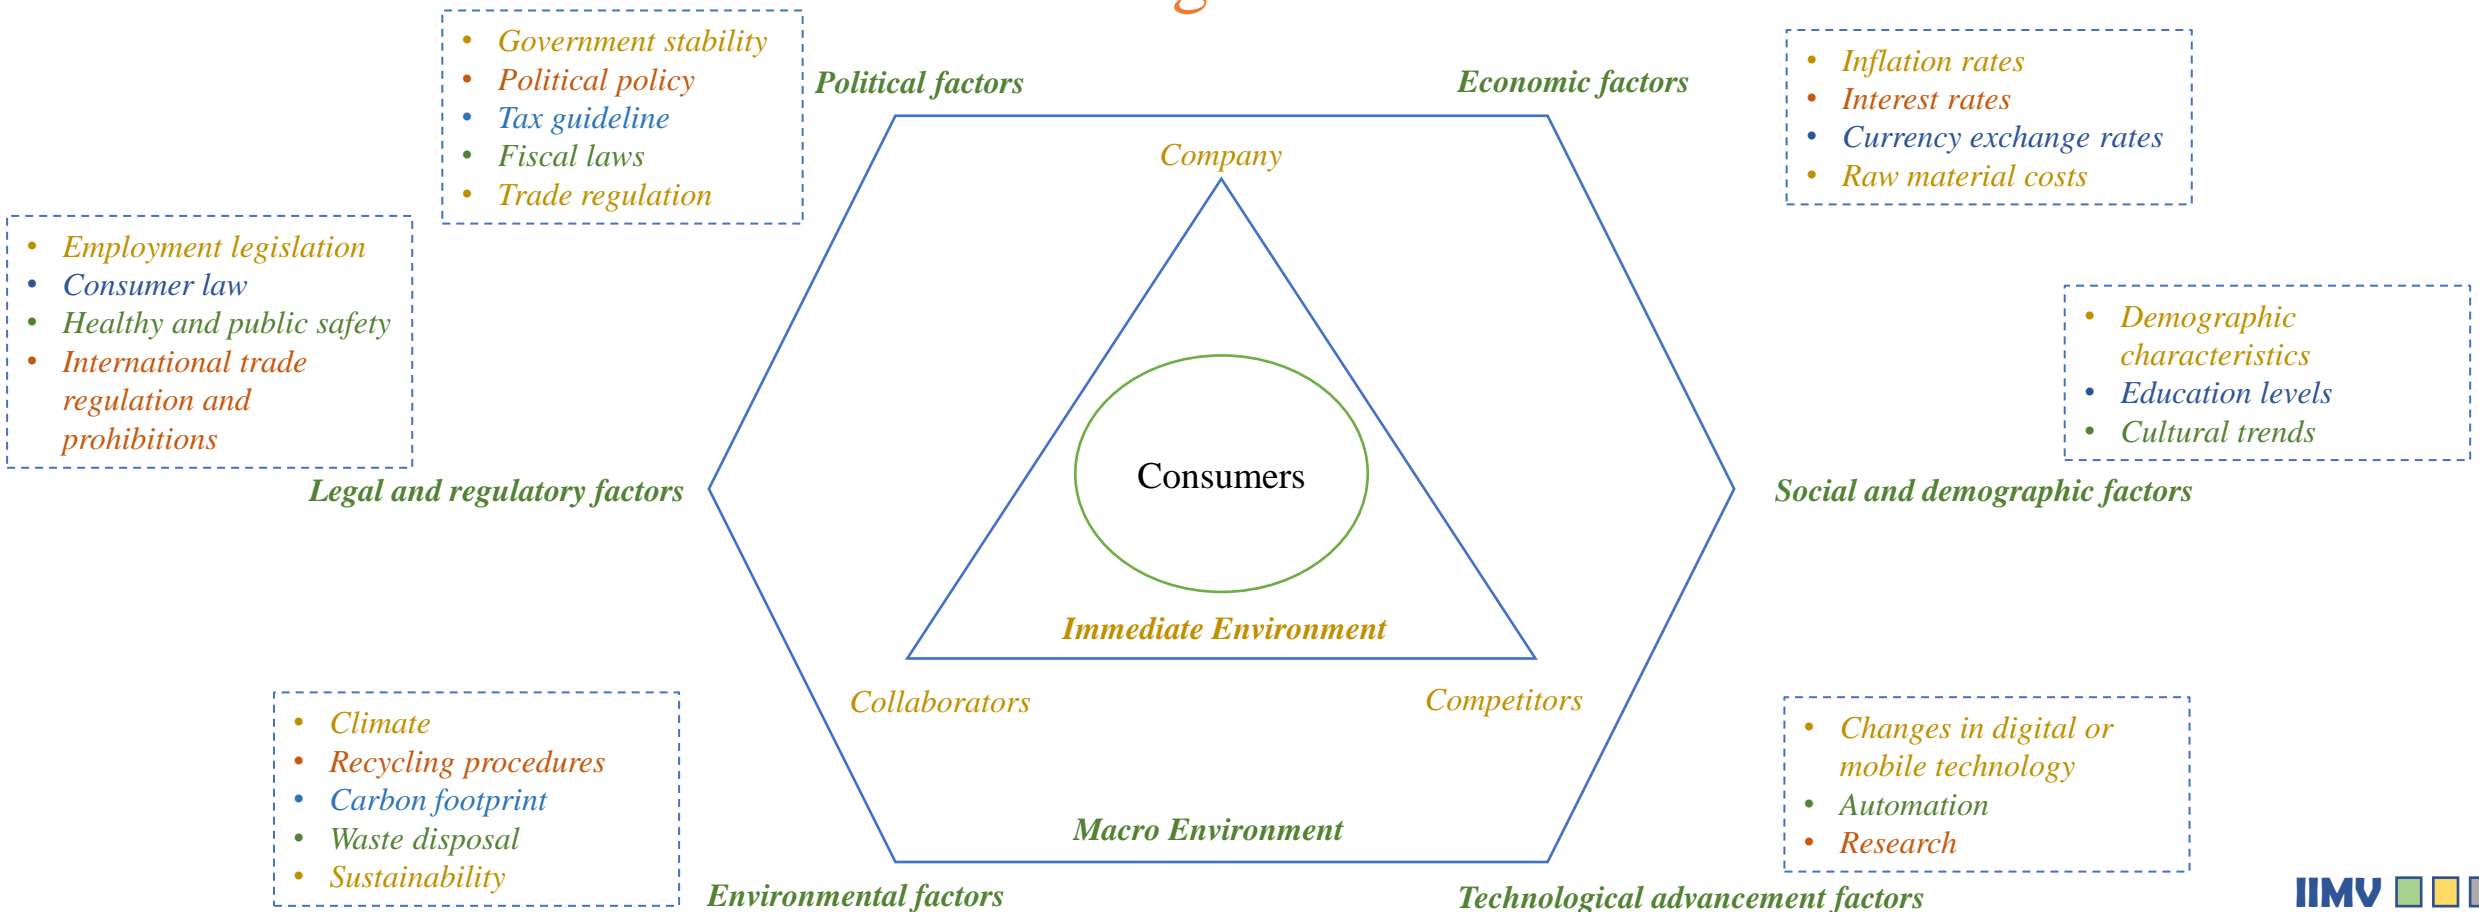 • Government stability
• Political policy
• Tax guideline
• Fiscal laws
• Trade regulation
Political factors
Economic factors
• Inflation rates
• Interest rates
• Currency exchange rates
• Raw material costs
Company
• Employment legislation
• Consumer law
• Healthy and public safety
• International trade
regulation and
prohibitions
• Demographic
characteristics
• Education levels
• Cultural trends
Consumers
Legal and regulatory factors
Social and demographic factors
Immediate Environment
Collaborators
Competitors
• Climate
• Recycling procedures
• Carbon footprint
• Waste disposal
• Sustainability
• Changes in digital or
mobile technology
• Automation
• Research
Macro Environment
Environmental factors
Technological advancement factors
IIMV